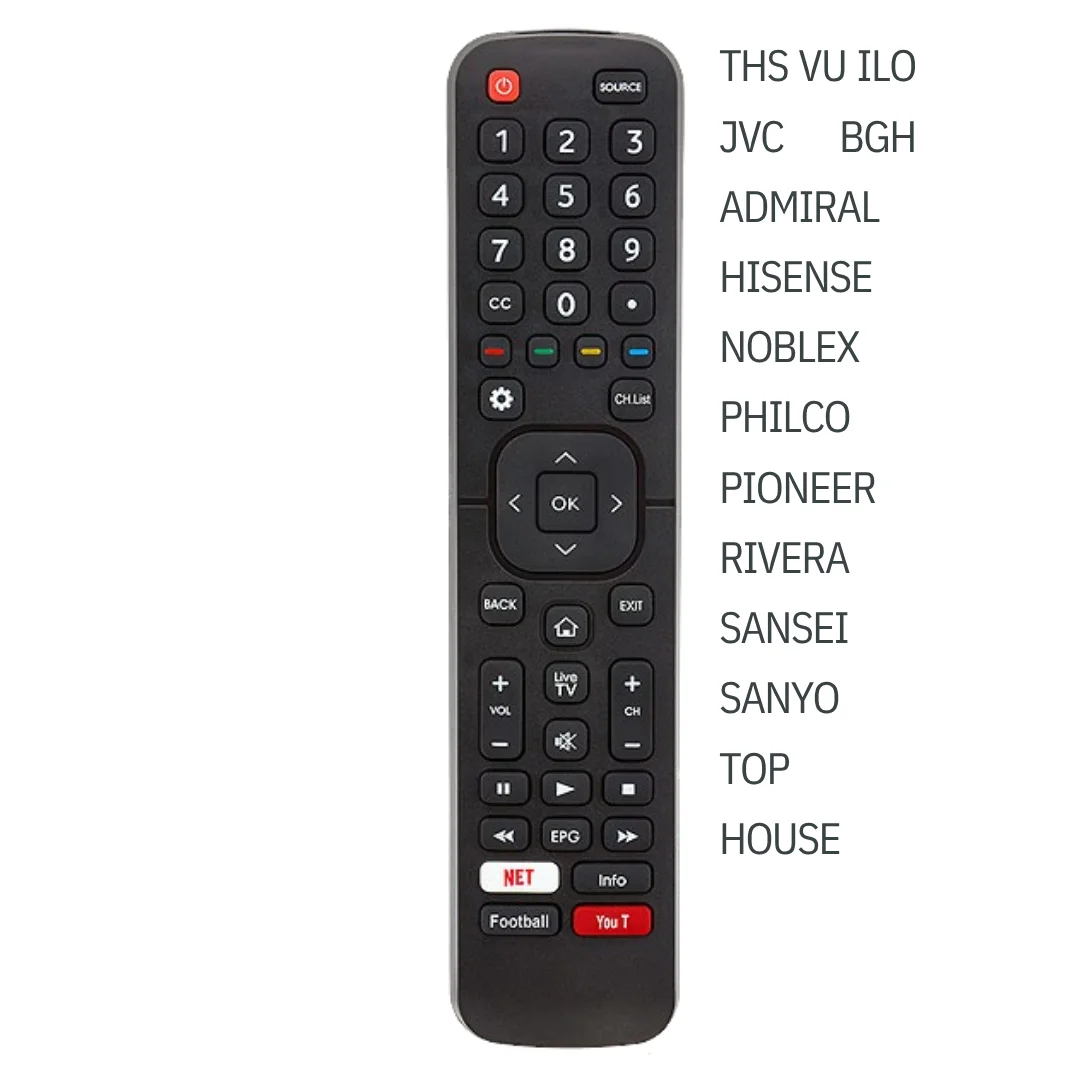 SOURCE
1 2 3
4 5 6
7 8 9
CC 0
CH.List
OK
BACK EXIT
Live
TV
+ +
VOL CH
- -
EPG
NET Info
Football You T
THS VU ILO
JVC BGH
ADMIRAL
HISENSE
NOBLEX
PHILCO
PIONEER
RIVERA
SANSEI
SANYO
TOP
HOUSE